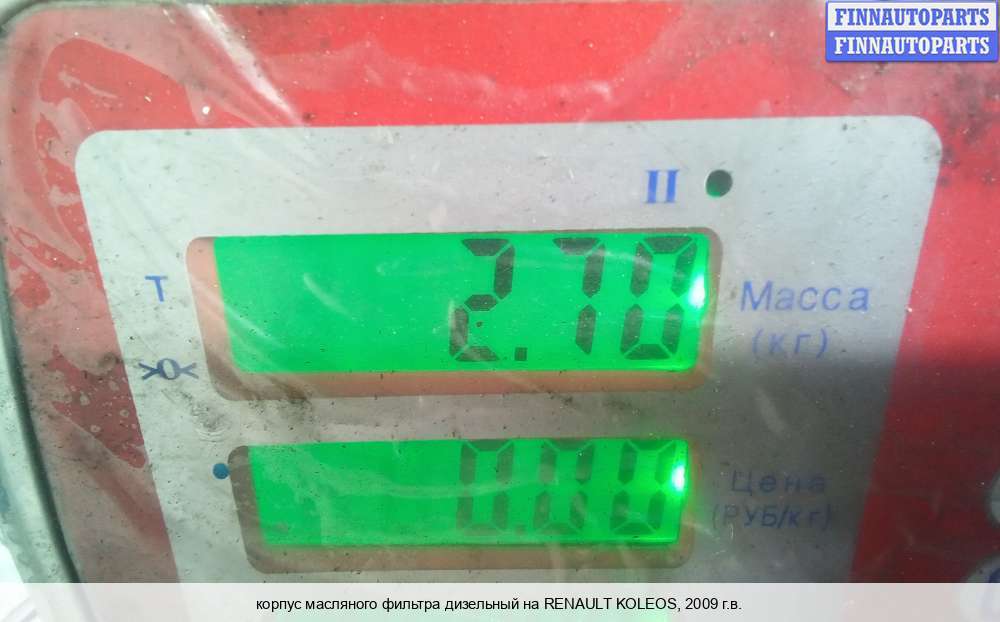 FINNAUTOPARTS
FINNAUTOPARTS
II
T
2.70
Масса
(кг)
>0<
0.00
Цена
(РУБ/кг)
корпус масляного фильтра дизельный на RENAULT KOLEOS, 2009 г.в.